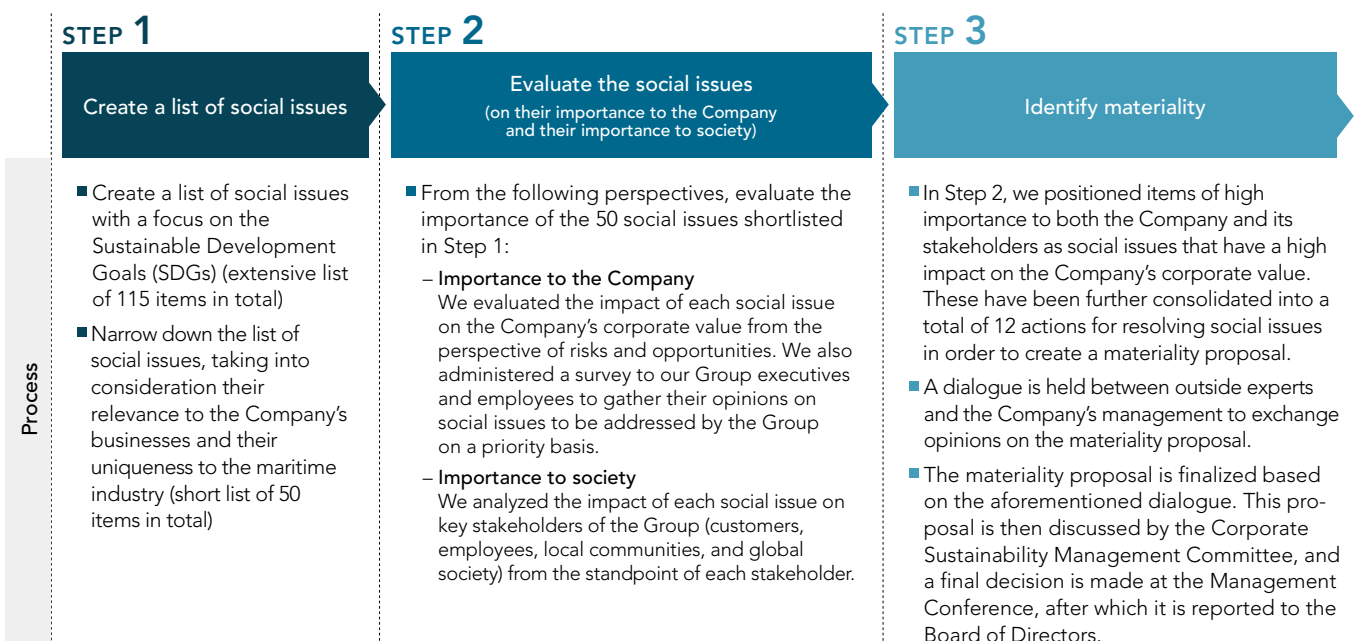 STEP 1
Create a list of social issues
Process
■ Create a list of social issues
with a focus on the
Sustainable Development
Goals (SDGs) (extensive list
of 115 items in total)
■ Narrow down the list of
social issues, taking into
consideration their
relevance to the Company's
businesses and their
uniqueness to the maritime
industry (short list of 50
items in total)
STEP 2
Evaluate the social issues
(on their importance to the Company
and their importance to society)
■ From the following perspectives, evaluate the
importance of the 50 social issues shortlisted
in Step 1:
– Importance to the Company
We evaluated the impact of each social issue
on the Company's corporate value from the
perspective of risks and opportunities. We also
administered a survey to our Group executives
and employees to gather their opinions on
social issues to be addressed by the Group
on a priority basis.
– Importance to society
We analyzed the impact of each social issue on
key stakeholders of the Group (customers,
employees, local communities, and global
society) from the standpoint of each stakeholder.
STEP 3
Identify materiality
■ In Step 2, we positioned items of high
importance to both the Company and its
stakeholders as social issues that have a high
impact on the Company's corporate value.
These have been further consolidated into a
total of 12 actions for resolving social issues
in order to create a materiality proposal.
■ A dialogue is held between outside experts
and the Company's management to exchange
opinions on the materiality proposal.
■ The materiality proposal is finalized based
on the aforementioned dialogue. This pro-
posal is then discussed by the Corporate
Sustainability Management Committee, and
a final decision is made at the Management
Conference, after which it is reported to the
Board of Directors.